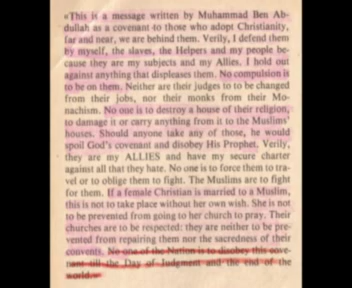 «This is a message written by Muhammad Ben Ab-
dullah as a covenant to those who adopt Christianity,
far and near, we are behind them. Verily, I defend them
by myself, the slaves, the Helpers and my people be-
cause they are my subjects and my Allies. I hold out
against anything that displeases them. No compulsion is
to be on them. Neither are their judges to to be changed
from their jobs, nor their monks from their Mo-
nachism. No one is to destroy a house of their religion,
to damage it or carry anything from it to the Muslims'
houses. Should anyone take any of those, he would
spoil God's covenant and disobey His Prophet. Verily,
they are my ALLIES and have my secure charter
against all that they hate. No one is to force them to tra-
vel or to oblige them to fight. The Muslims are to fight
for them. If a female Christian is married to a Muslim,
this is not to take place without her own wish. She is not
to be prevented from going to her church to pray. Their
churches are to be respected: they are neither to be pre-
vented from repairing them nor the sacredness of their
convents. No one of the Nation is to disobey this cove-
nant till the Day of Judgment and the end of the
world.»